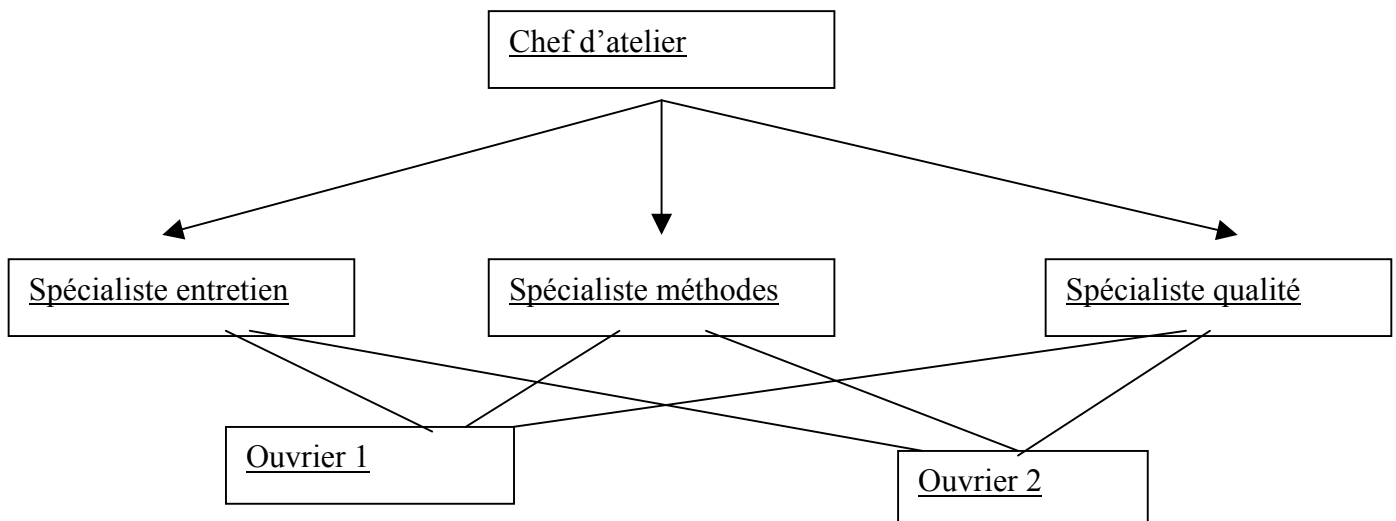 Chef d’atelier
Spécialiste entretien
Spécialiste méthodes
Spécialiste qualité
Ouvrier 1
Ouvrier 2